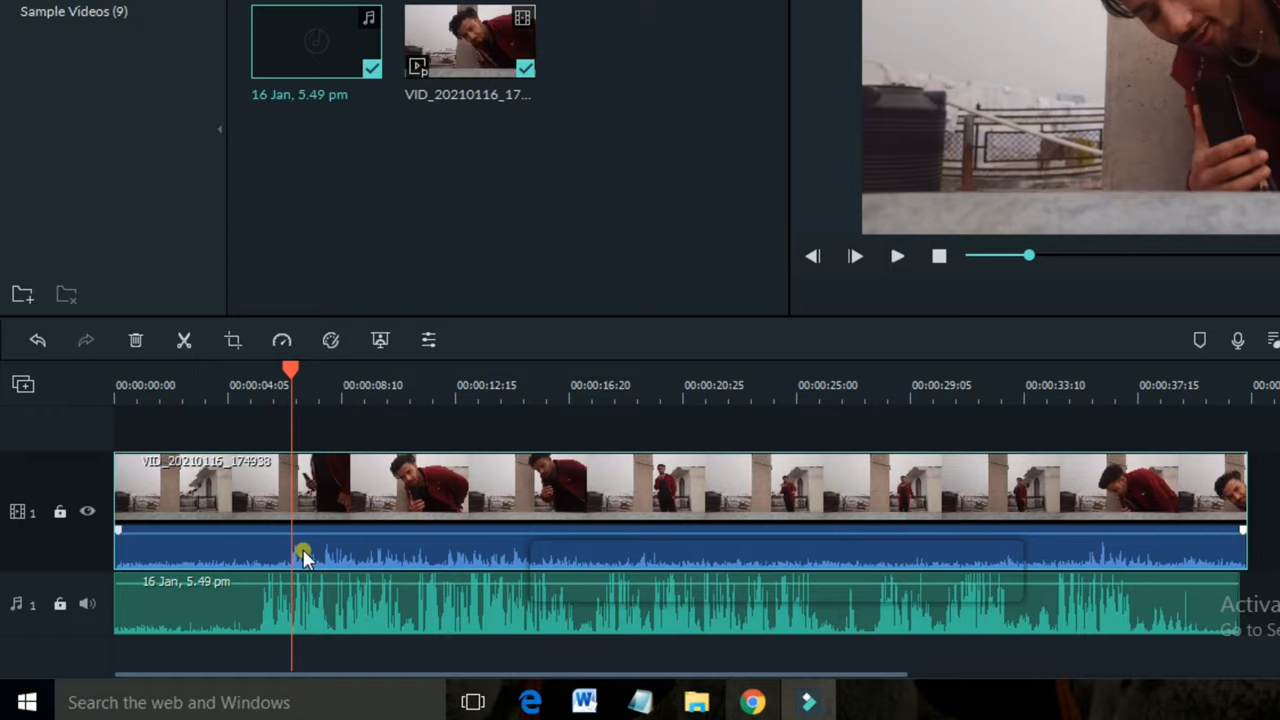 Sample Videos (9)
16 Jan, 5.49 pm
VID_20210116_17...
00:00:00:00
00:00:04:05
00:00:08:10
00:00:12:15
00:00:16:20
00:00:20:25
00:00:25:00
00:00:29:05
00:00:33:10
00:00:37:15
00:00
VID_20210116_174938
1
16 Jan, 5.49 pm
1
Activa
Go to Se
Search the web and Windows